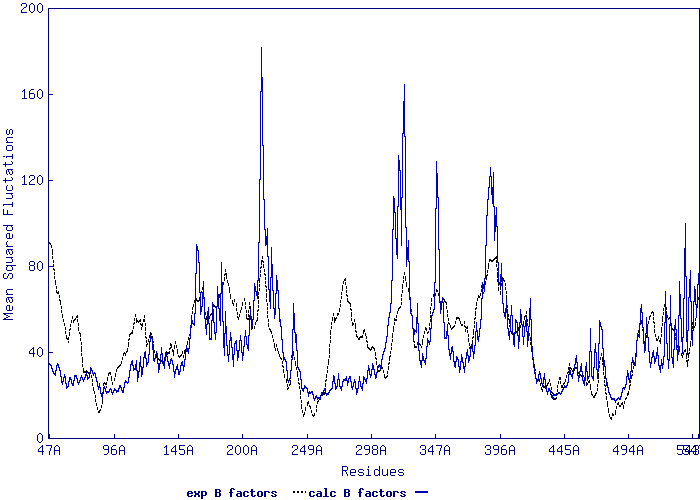 200
160
120
80
40
0
Mean Squared Fluctations
47A 96A 145A 200A 249A 298A 347A 396A 445A 494A
Residues
exp B factors calc B factors